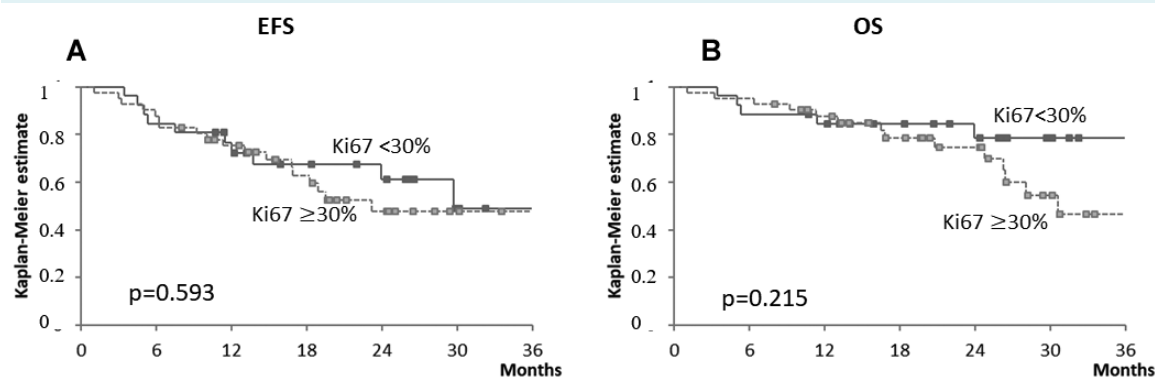 EFS
A
Kaplan-Meier estimate
1
0.8
0.6
0.4
0.2
0
Ki67 <30%
Ki67 ≥30%
p=0.593
0 6 12 18 24 30 36
Months
OS
B
Kaplan-Meier estimate
1
0.8
0.6
0.4
0.2
0
Ki67<30%
Ki67 ≥30%
p=0.215
0 6 12 18 24 30 36
Months